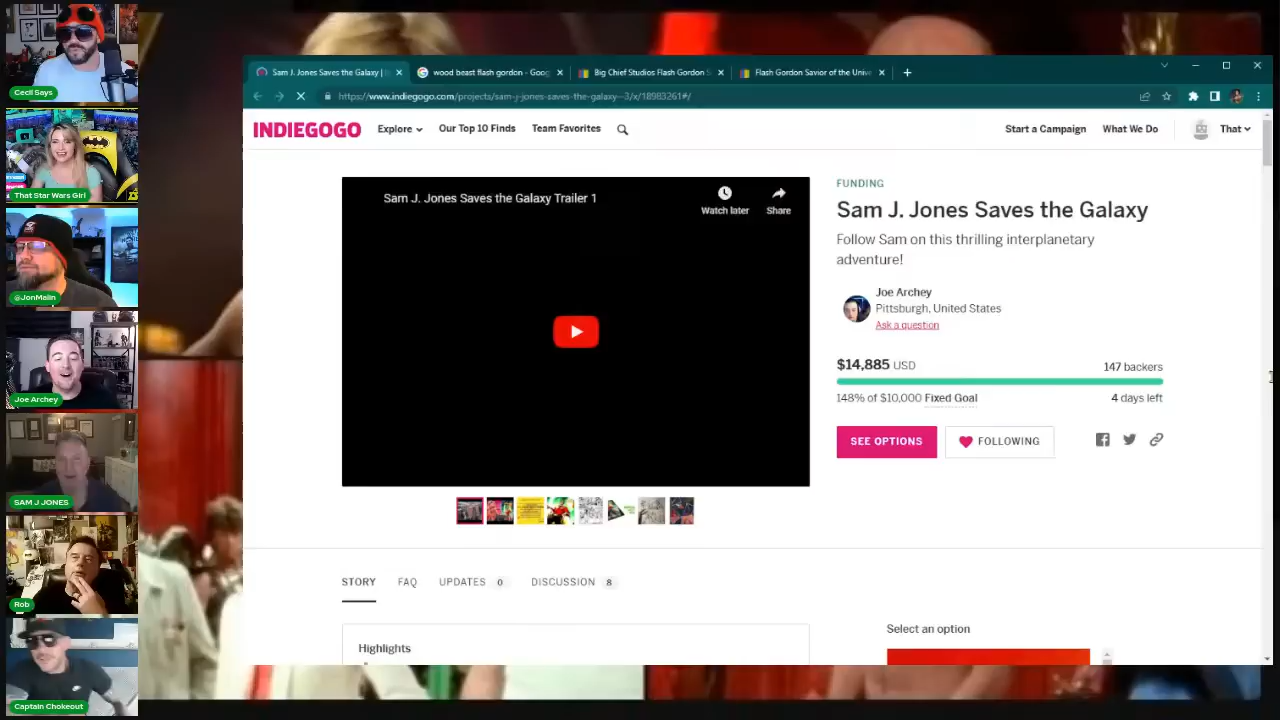 Cecil Says
That Star Wars Girl
@JonMalin
Joe Archey
SAM J JONES
Rob
Captain Chokeout
Sam J. Jones Saves the Galaxy | I
wood beast flash gordon - Goog
Big Chief Studios Flash Gordon S
Flash Gordon Savior of the Unive
https://www.indiegogo.com/projects/sam-j-jones-saves-the-galaxy--3/x/18983261#/
INDIEGOGO
Explore
Our Top 10 Finds
Team Favorites
Start a Campaign
What We Do
That
Sam J. Jones Saves the Galaxy Trailer 1
Watch later
Share
FUNDING
Sam J. Jones Saves the Galaxy
Follow Sam on this thrilling interplanetary
adventure!
Joe Archey
Pittsburgh, United States
Ask a question
$14,885 USD
147 backers
148% of $10,000 Fixed Goal
4 days left
SEE OPTIONS
FOLLOWING
STORY
FAQ
UPDATES 0
DISCUSSION 8
Highlights
Select an option